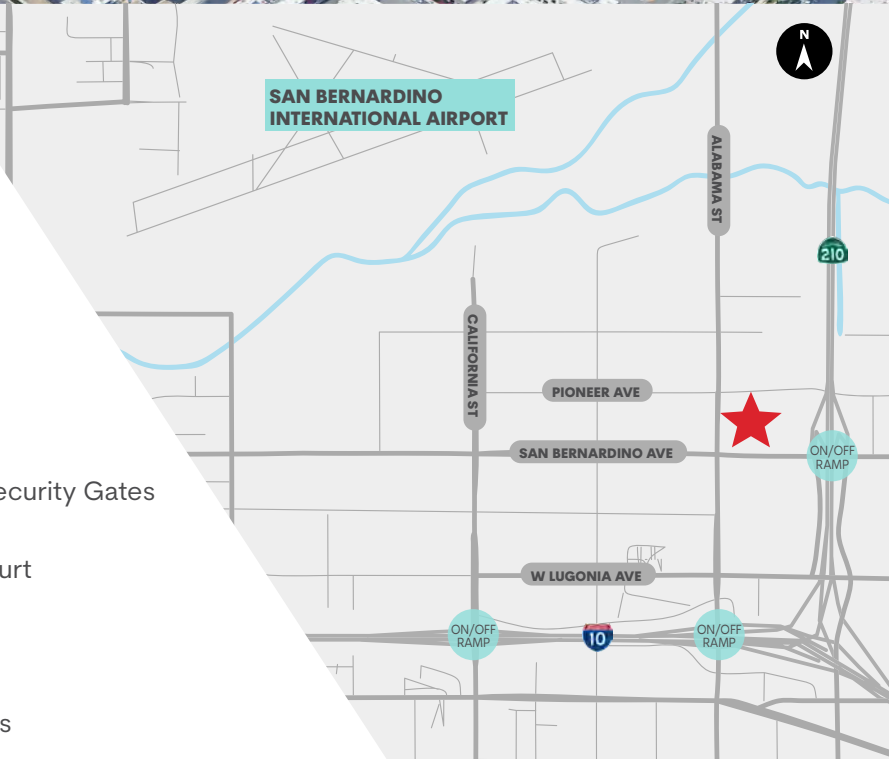 N
SAN BERNARDINO
INTERNATIONAL AIRPORT
ALABAMA ST
210
CALIFORNIA ST
PIONEER AVE
SAN BERNARDINO AVE
ON/OFF
RAMP
ecurity Gates
urt
W LUGONIA AVE
ON/OFF
RAMP
10
ON/OFF
RAMP
s